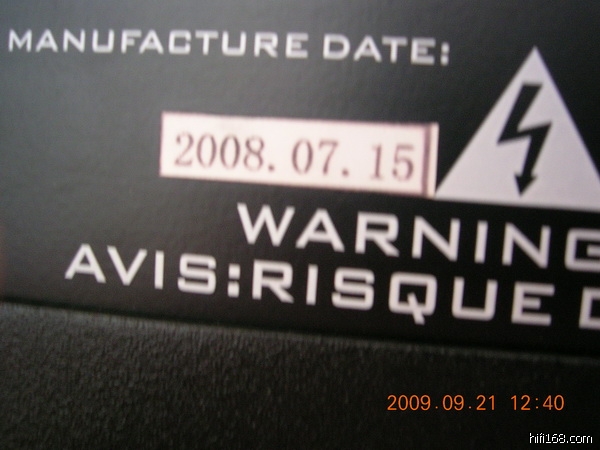 MANUFACTURE DATE:
2008.07.15
WARNING
AVIS:RISQUE
2009.09.21 12:40
hifi168.com